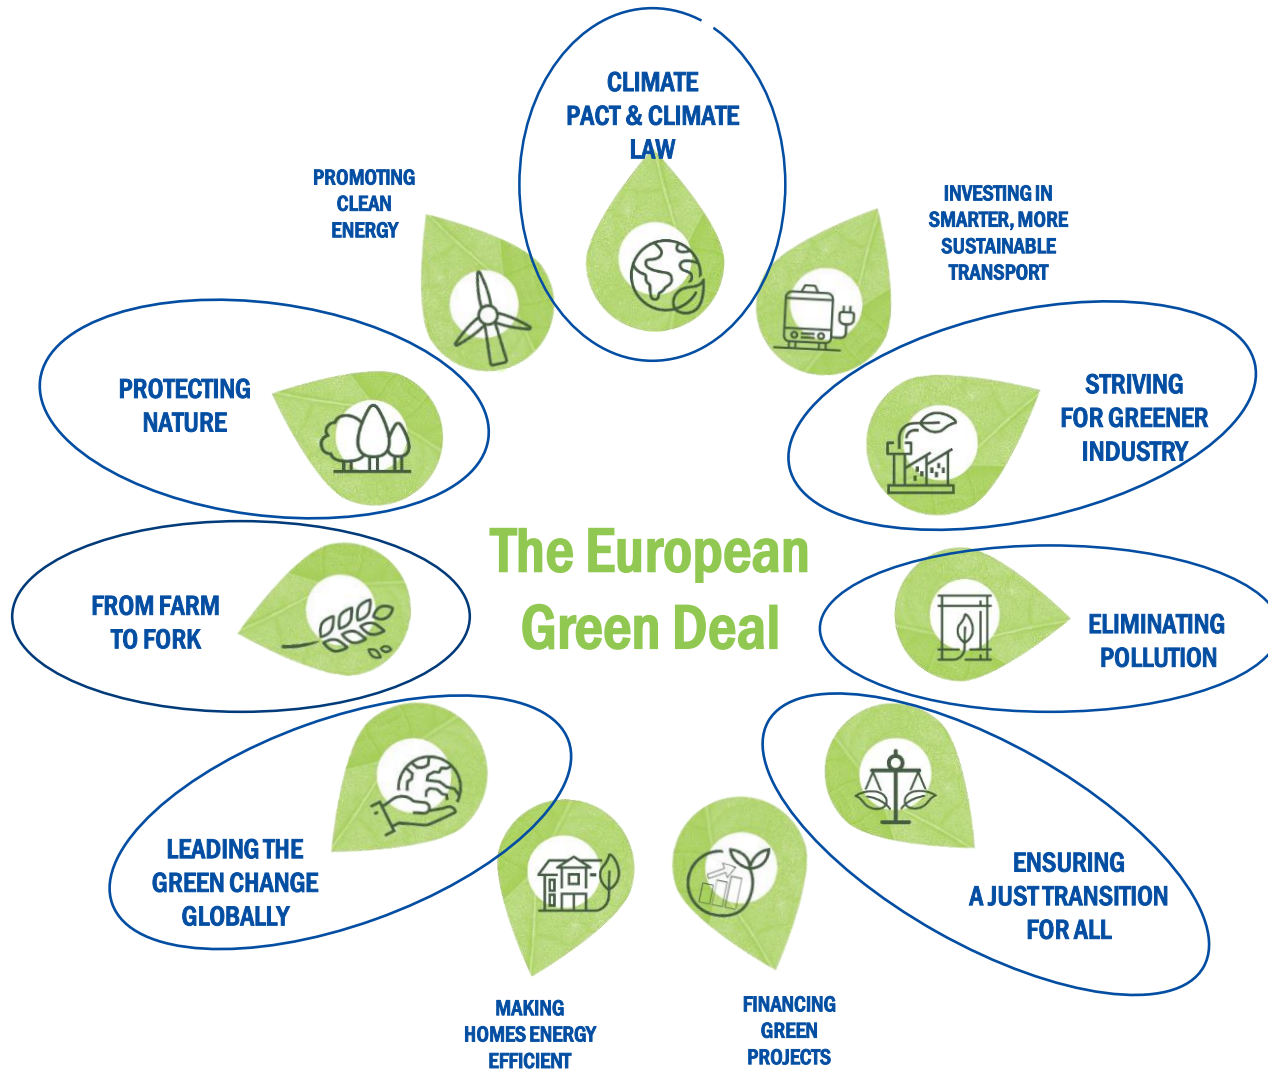 CLIMATE
PACT & CLIMATE
LAW
PROMOTING
CLEAN
ENERGY
INVESTING IN
SMARTER, MORE
SUSTAINABLE
TRANSPORT
PROTECTING
NATURE
STRIVING
FOR GREENER
INDUSTRY
The European
Green Deal
FROM FARM
TO FORK
ELIMINATING
POLLUTION
LEADING THE
GREEN CHANGE
GLOBALLY
ENSURING
A JUST TRANSITION
FOR ALL
MAKING
HOMES ENERGY
EFFICIENT
FINANCING
GREEN
PROJECTS